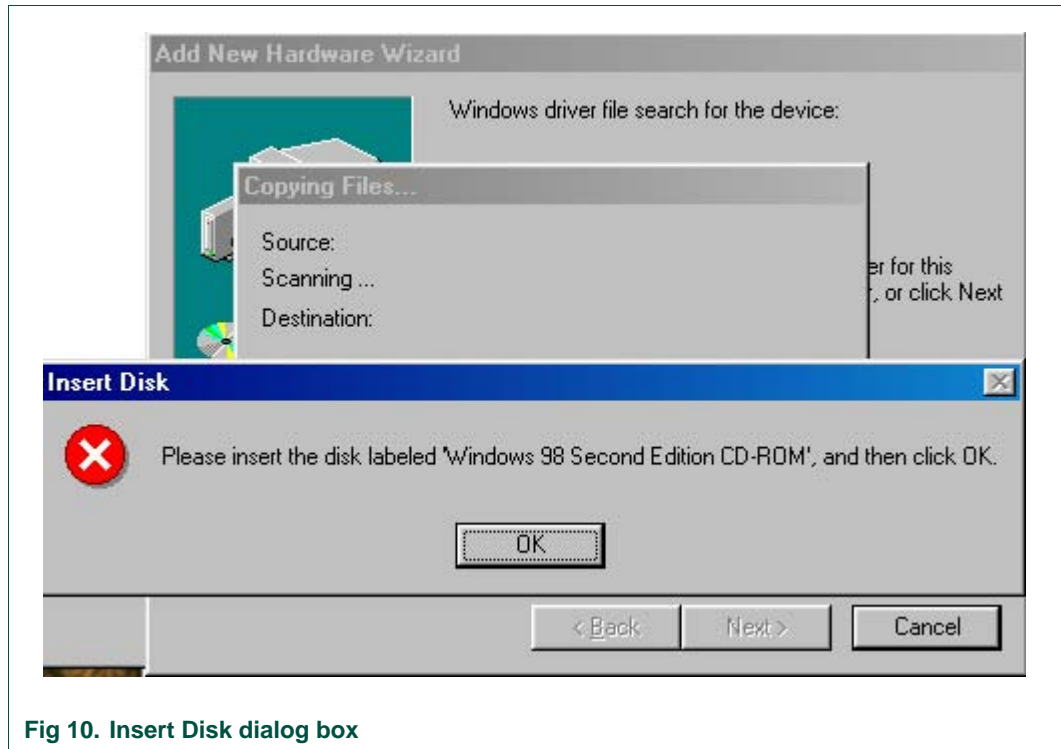 Add New Hardware Wizard
Windows driver file search for the device:
Copying Files...
Source:
Scanning ...
Destination:
er for this
, or click Next
Insert Disk
Please insert the disk labeled 'Windows 98 Second Edition CD-ROM', and then click OK.
OK
< Back
Next >
Cancel
Fig 10. Insert Disk dialog box